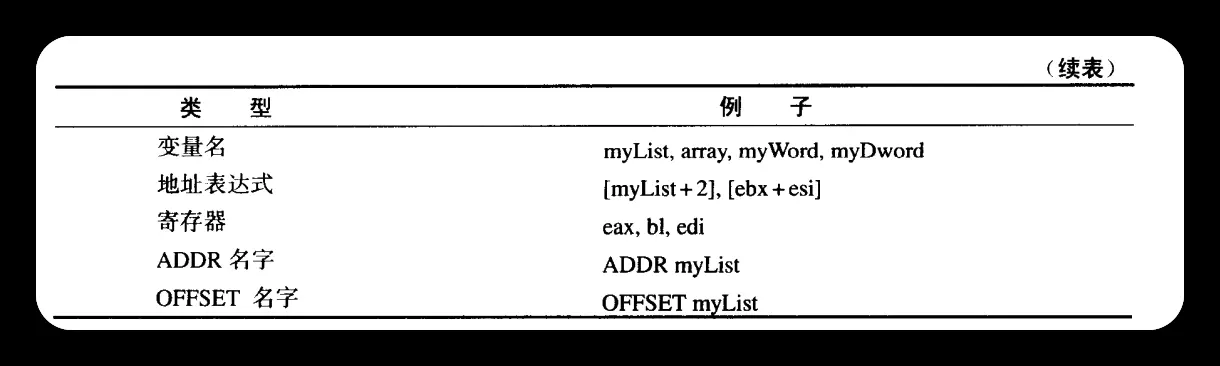 （续表）
类 型 例 子
变量名 myList, array, myWord, myDword
地址表达式 [myList + 2], [ebx + esi]
寄存器 eax, bl, edi
ADDR 名字 ADDR myList
OFFSET 名字 OFFSET myList